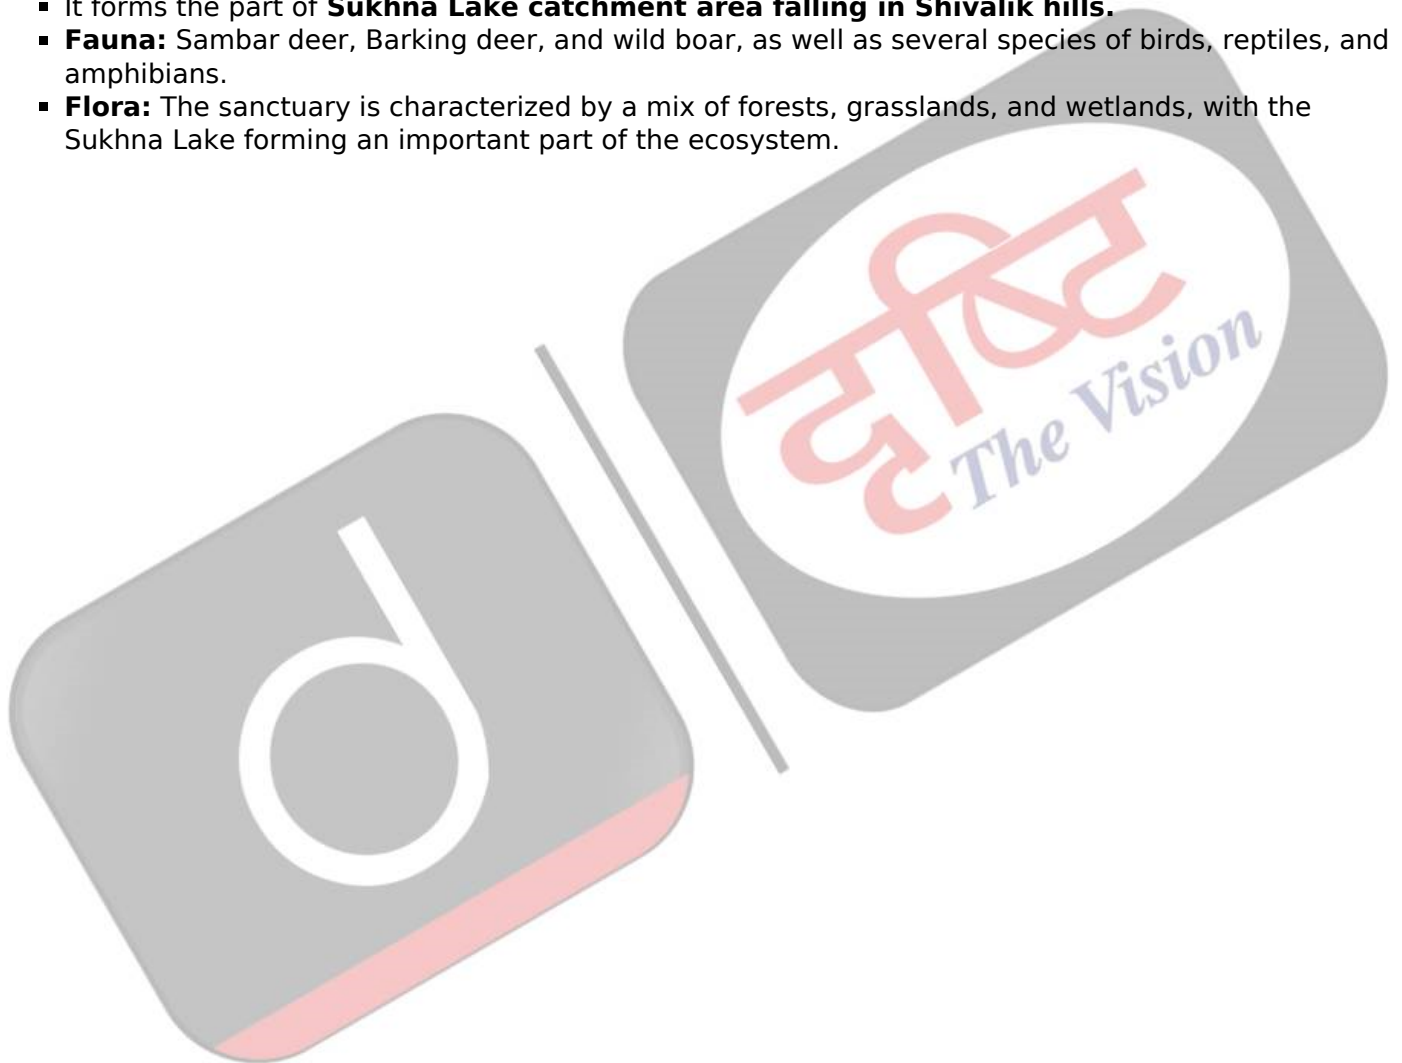 ▪ It forms the part of Sukhna Lake catchment area falling in Shivalik hills.
▪ Fauna: Sambar deer, Barking deer, and wild boar, as well as several species of birds, reptiles, and
amphibians.
▪ Flora: The sanctuary is characterized by a mix of forests, grasslands, and wetlands, with the
Sukhna Lake forming an important part of the ecosystem.
दृष्टि
The Vision
d